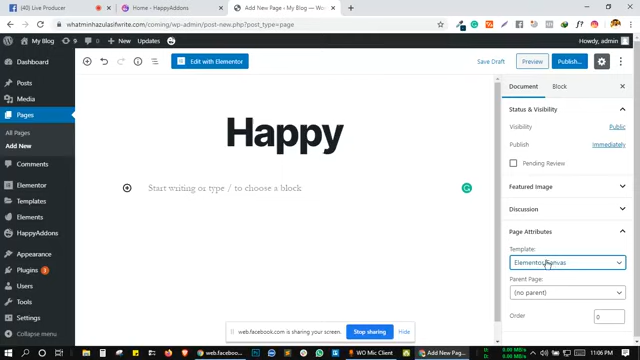 (40) Live Producer
Home - HappyAddons
Add New Page - My Blog — Wo
whatminhazulasifwrite.com/coming/wp-admin/post-new.php?post_type=page
My Blog
9
0
New
Updates
Howdy, admin
Dashboard
Posts
Media
Pages
All Pages
Add New
Comments
Elementor
Templates
Elements
HappyAddons
Appearance
Plugins 3
Users
Tools
Settings
Collapse menu
Edit with Elementor
Save Draft
Preview
Publish...
Happy
Start writing or type / to choose a block
Document
Block
Status & Visibility
Visibility
Public
Publish
Immediately
Pending Review
Featured Image
Discussion
Page Attributes
Template:
Elementor Canvas
Parent Page:
(no parent)
Order
0
web.facebook.com is sharing your screen.
Stop sharing
Hide
web.facebook...
WO Mic Client
Add New Pag...
11:06 PM